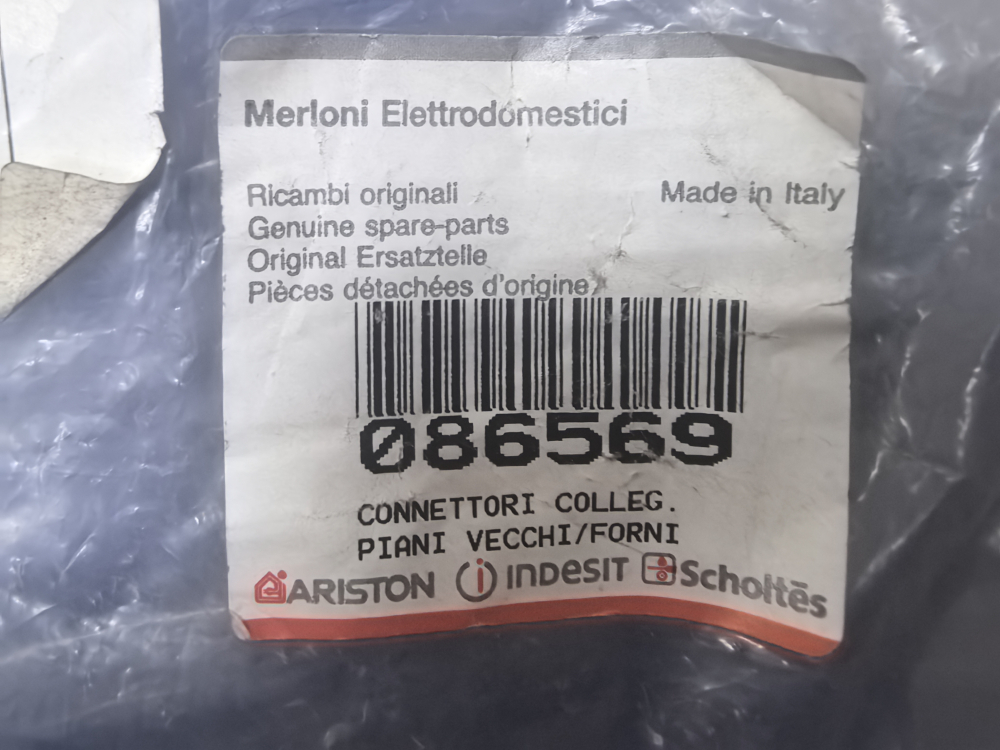 Merloni Elettrodomestici
Ricambi originali Made in Italy
Genuine spare-parts
Original Ersatzteile
Pièces détachées d'origine
086569
CONNETTORI COLLEG.
PIANI VECCHI/FORNI
ARISTON INDESIT Scholtēs